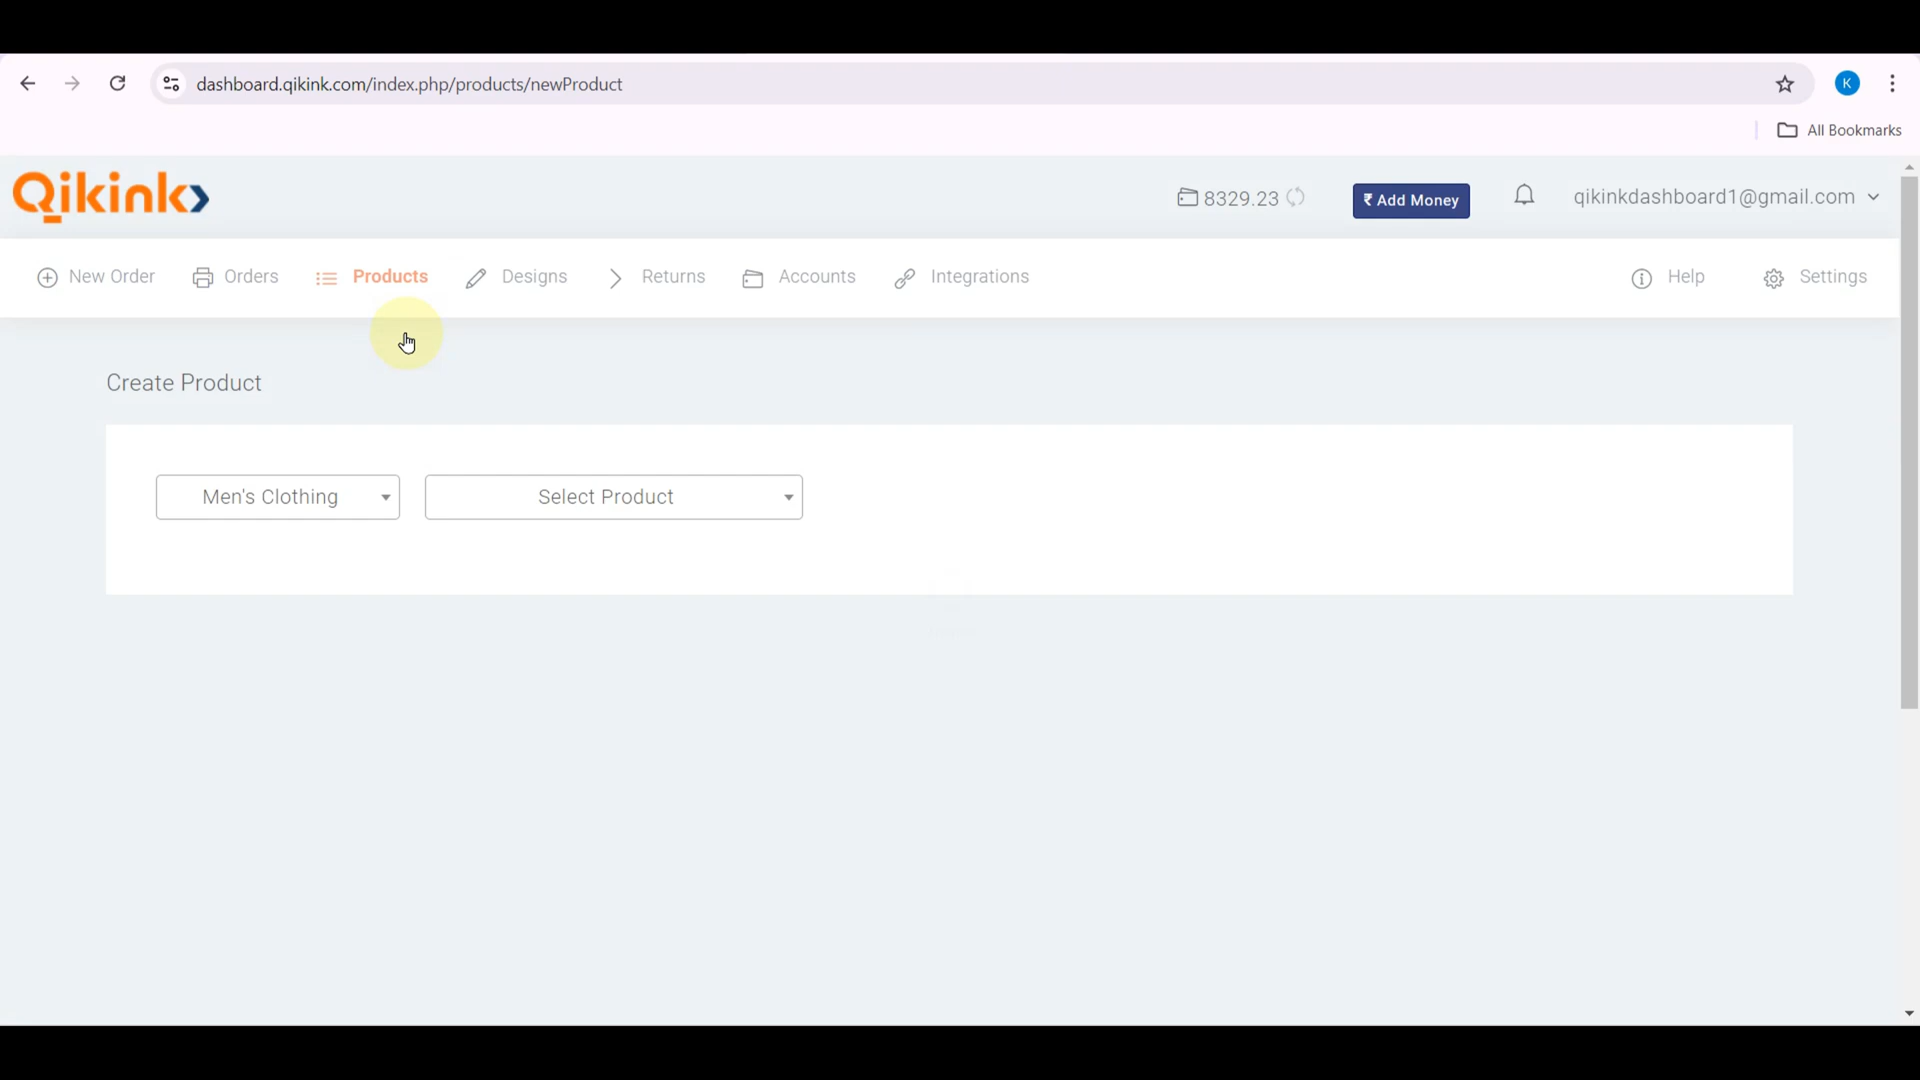 dashboard.qikink.com/index.php/products/newProduct
K
All Bookmarks
Qikink
8329.23
₹ Add Money
qikinkdashboard1@gmail.com
New Order
Orders
Products
Designs
Returns
Accounts
Integrations
Help
Settings
Create Product
Men's Clothing
Select Product